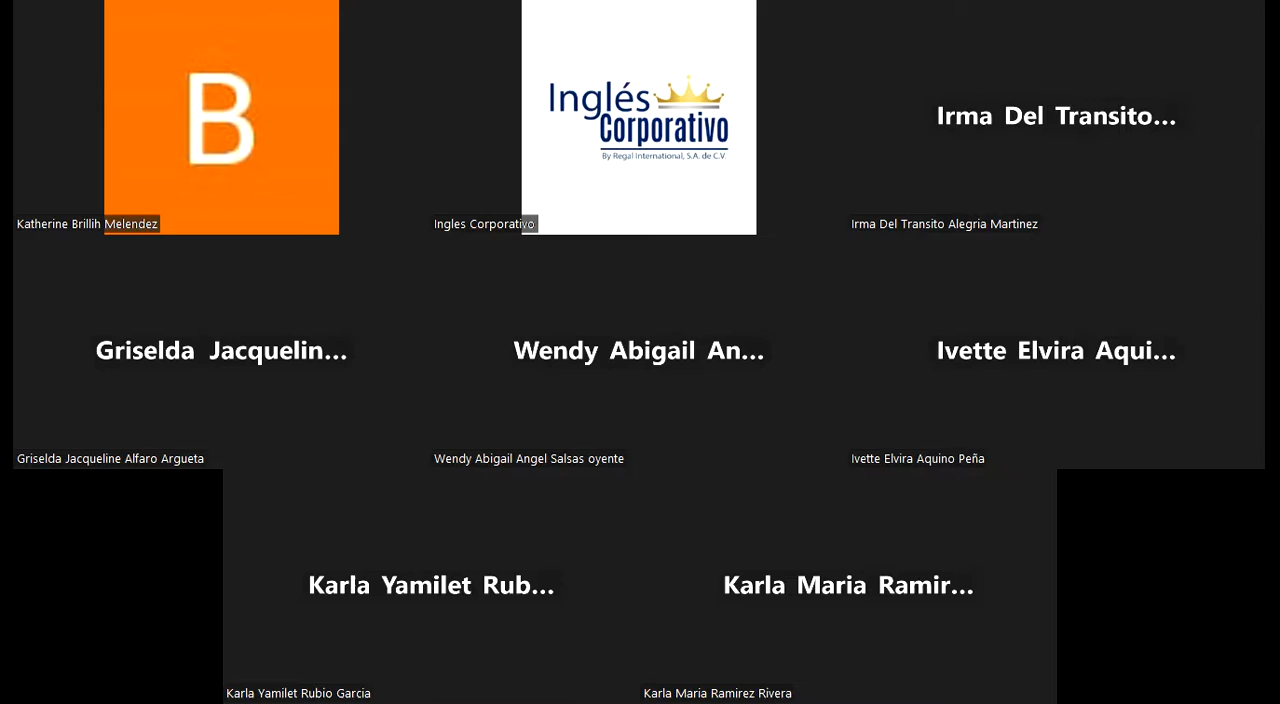 B
Katherine Brillih Melendez
Inglés
Corporativo
By Regal International, S.A. de C.V.
Ingles Corporativo
Irma Del Transito...
Irma Del Transito Alegria Martinez
Griselda Jacquelin...
Griselda Jacqueline Alfaro Argueta
Wendy Abigail An...
Wendy Abigail Angel Salsas oyente
Ivette Elvira Aqui...
Ivette Elvira Aquino Peña
Karla Yamilet Rub...
Karla Yamilet Rubio Garcia
Karla Maria Ramir...
Karla Maria Ramirez Rivera